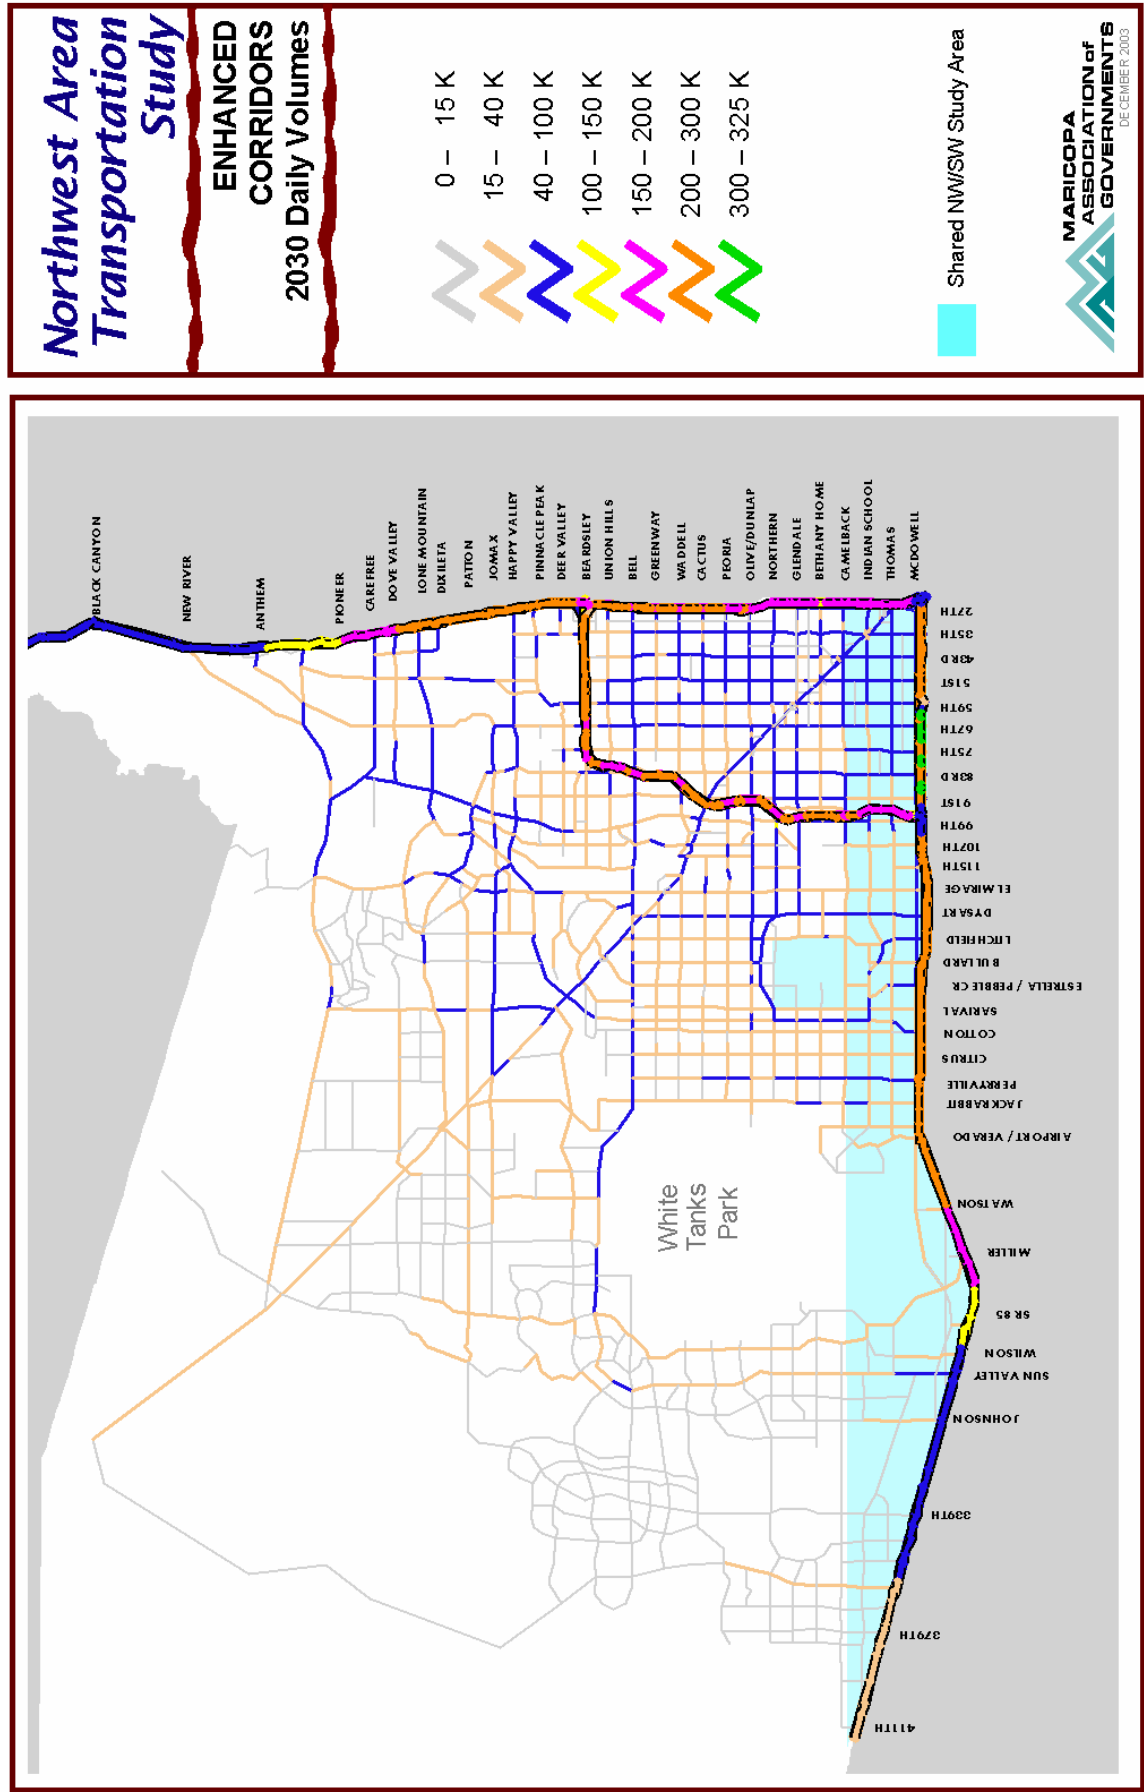 Northwest Area
Transportation
Study
ENHANCED
CORRIDORS
2030 Daily Volumes
0 – 15 K
15 – 40 K
40 – 100 K
100 – 150 K
150 – 200 K
200 – 300 K
300 – 325 K
Shared NW/SW Study Area
MARICOPA
ASSOCIATION of
GOVERNMENTS
DECEMBER 2003
BLACK CANYON
NEW RIVER
ANTHEM
PIONEER
CAREFREE
DOVE VALLEY
LONE MOUNTAIN
DIXILETA
PATTON
JOMAX
HAPPY VALLEY
PINNACLE PEAK
DEER VALLEY
BEARDSLEY
UNION HILLS
BELL
GREENWAY
WADDELL
CACTUS
PEORIA
OLIVE/DUNLAP
NORTHERN
GLENDALE
BETHANY HOME
CAMELBACK
INDIAN SCHOOL
THOMAS
MCDOWELL
27TH
35TH
43RD
51ST
59TH
67TH
75TH
83RD
91ST
99TH
107TH
115TH
EL MIRAGE
DYSART
LITCHFIELD
BULLARD
ESTRELLA / PEBBLE CR
SARIVAL
COTTON
CITRUS
PERRYVILLE
JACKRABBIT
AIRPORT / VERADO
WATSON
MILLER
SR 85
WILSON
SUN VALLEY
JOHNSON
339TH
379TH
411TH
White
Tanks
Park